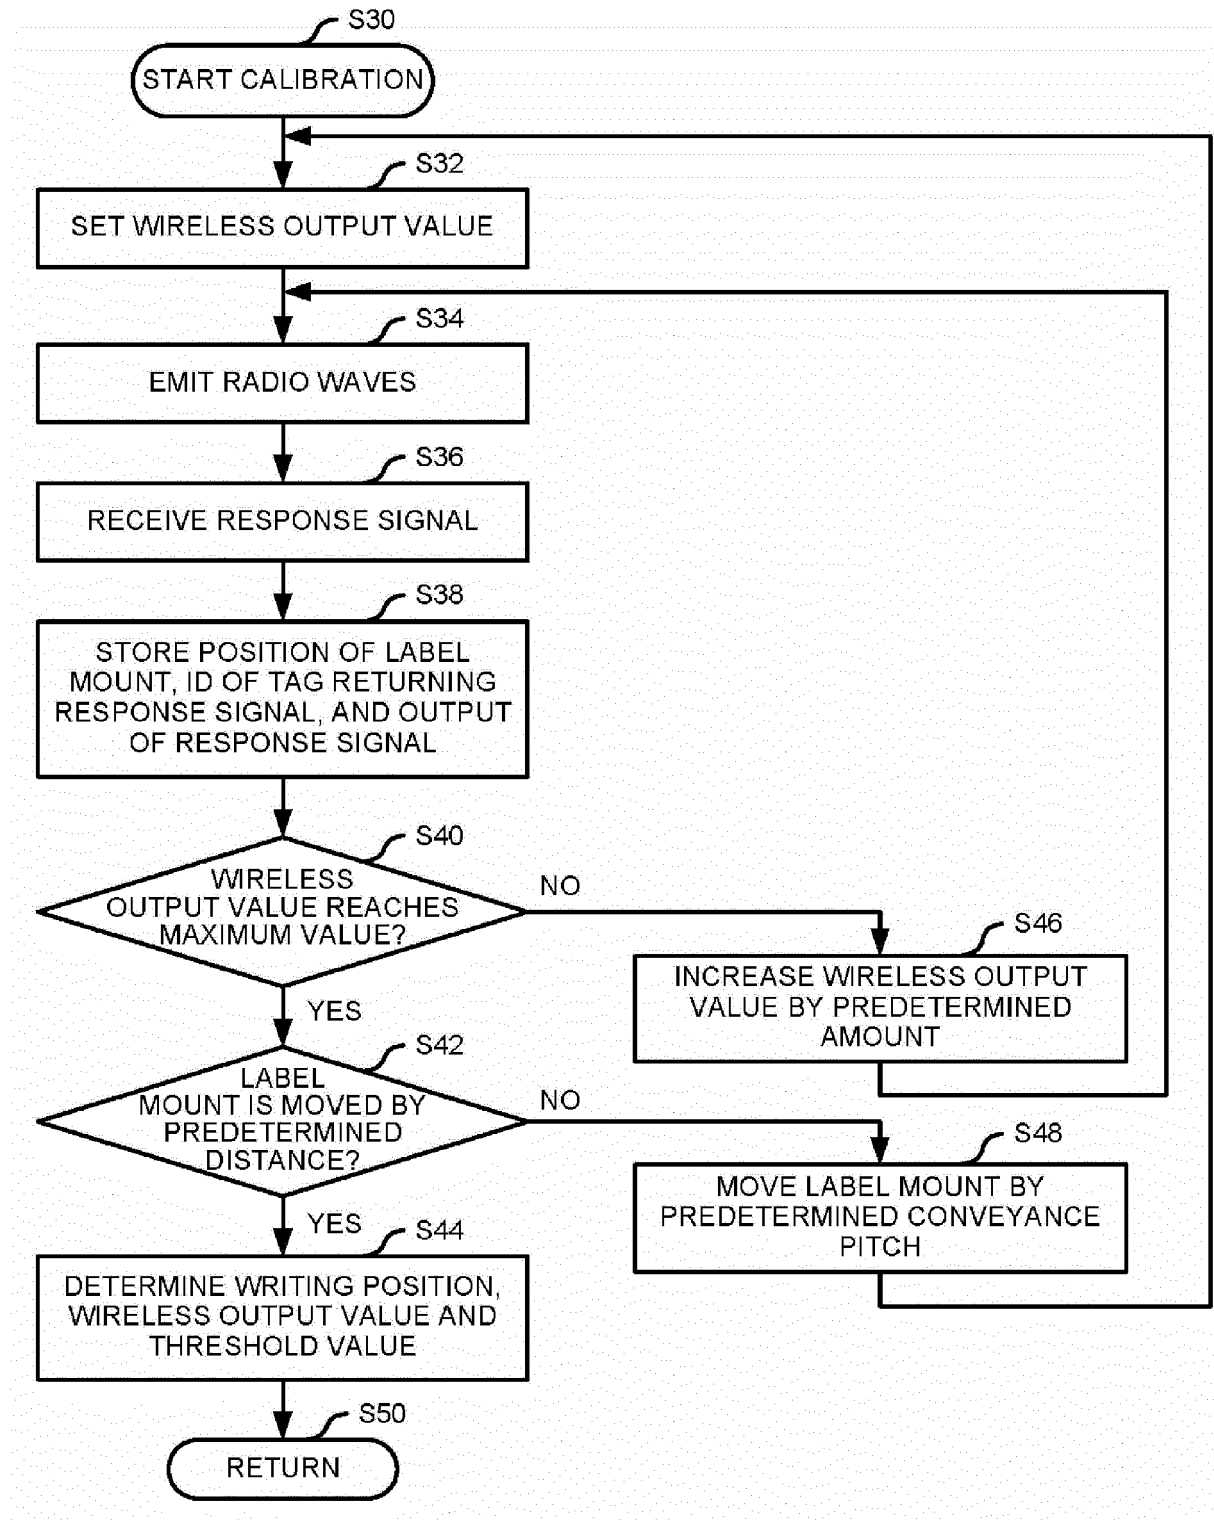 S30
START CALIBRATION
S32
SET WIRELESS OUTPUT VALUE
S34
EMIT RADIO WAVES
S36
RECEIVE RESPONSE SIGNAL
S38
STORE POSITION OF LABEL
MOUNT, ID OF TAG RETURNING
RESPONSE SIGNAL, AND OUTPUT
OF RESPONSE SIGNAL
S40
WIRELESS
OUTPUT VALUE REACHES
MAXIMUM VALUE?
NO
YES
S46
INCREASE WIRELESS OUTPUT
VALUE BY PREDETERMINED
AMOUNT
S42
LABEL
MOUNT IS MOVED BY
PREDETERMINED
DISTANCE?
NO
YES
S48
MOVE LABEL MOUNT BY
PREDETERMINED CONVEYANCE
PITCH
S44
DETERMINE WRITING POSITION,
WIRELESS OUTPUT VALUE AND
THRESHOLD VALUE
S50
RETURN